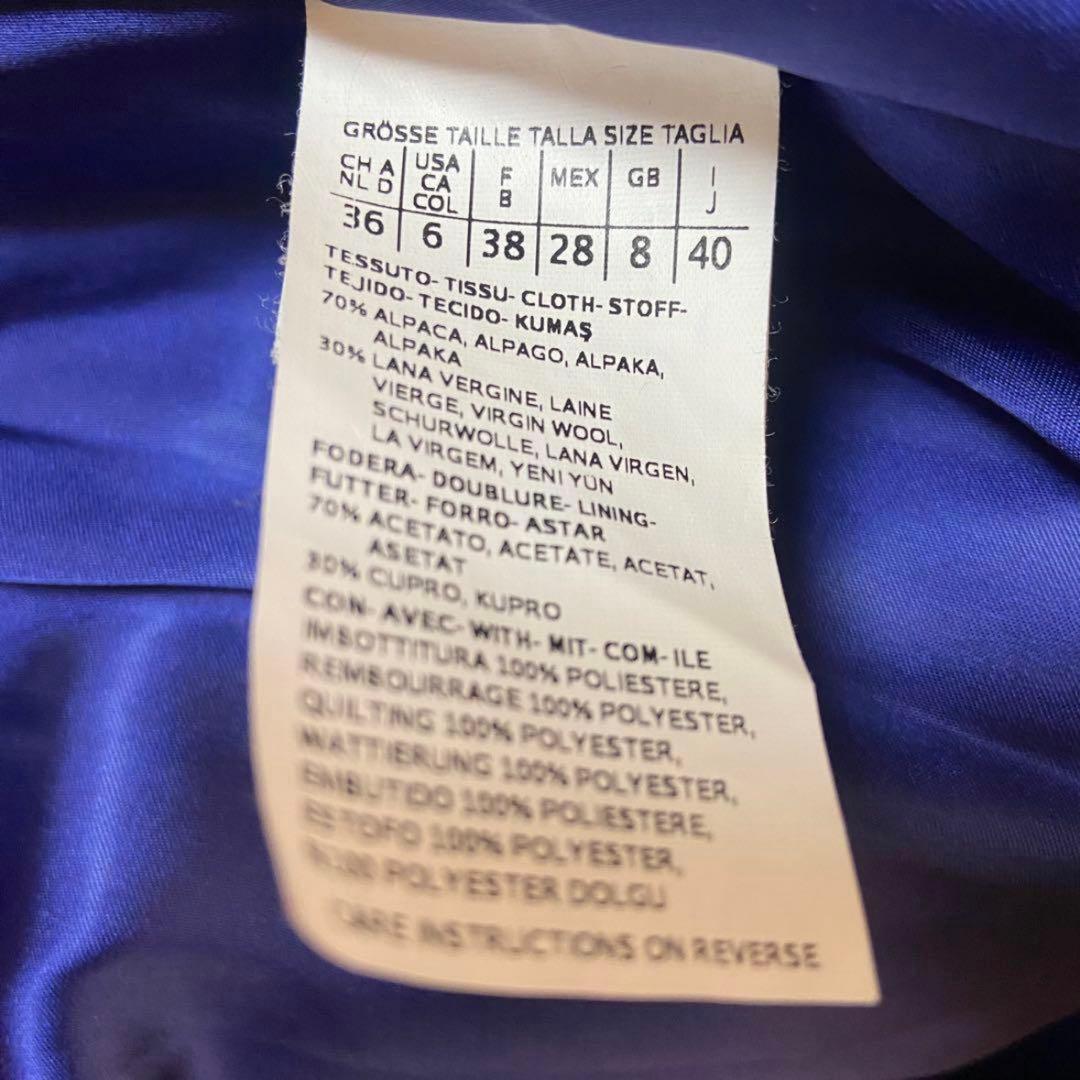 GRÖSSE TAILLE TALLA SIZE TAGLIA
CH A USA F MEX GB I
NL D CA B J
COL
36 6 38 28 8 40
TESSUTO- TISSU- CLOTH- STOFF-
TEJIDO- TECIDO- KUMAŞ
70% ALPACA, ALPAGO, ALPAKA,
ALPAKA
30% LANA VERGINE, LAINE
VIERGE, VIRGIN WOOL,
SCHURWOLLE, LANA VIRGEN,
LA VIRGEM, YENI YÜN
FODERA- DOUBLURE- LINING-
FUTTER- FORRO- ASTAR
70% ACETATO, ACETATE, ACETAT,
ASETAT
30% CUPRO, KUPRO
CON- AVEC- WITH- MIT- COM- ILE
IMBOTTITURA 100% POLIESTERE,
REMBOURRAGE 100% POLYESTER,
QUILTING 100% POLYESTER,
WATTIERUNG 100% POLYESTER,
EMBUTIDO 100% POLIESTERE,
ESTOFO 100% POLYESTER,
%100 POLYESTER DOLGU
CARE INSTRUCTIONS ON REVERSE